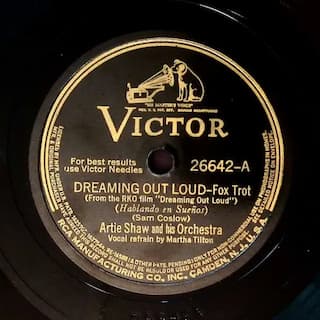 "HIS MASTER'S VOICE"
VICTOR
For best results
use Victor Needles
26642-A
DREAMING OUT LOUD-Fox Trot
(From the RKO film "Dreaming Out Loud")
(Hablando en Sueños)
(Sam Coslow)
Artie Shaw and his Orchestra
Vocal refrain by Martha Tilton
RCA MANUFACTURING CO., INC. CAMDEN, N. J., U. S. A.